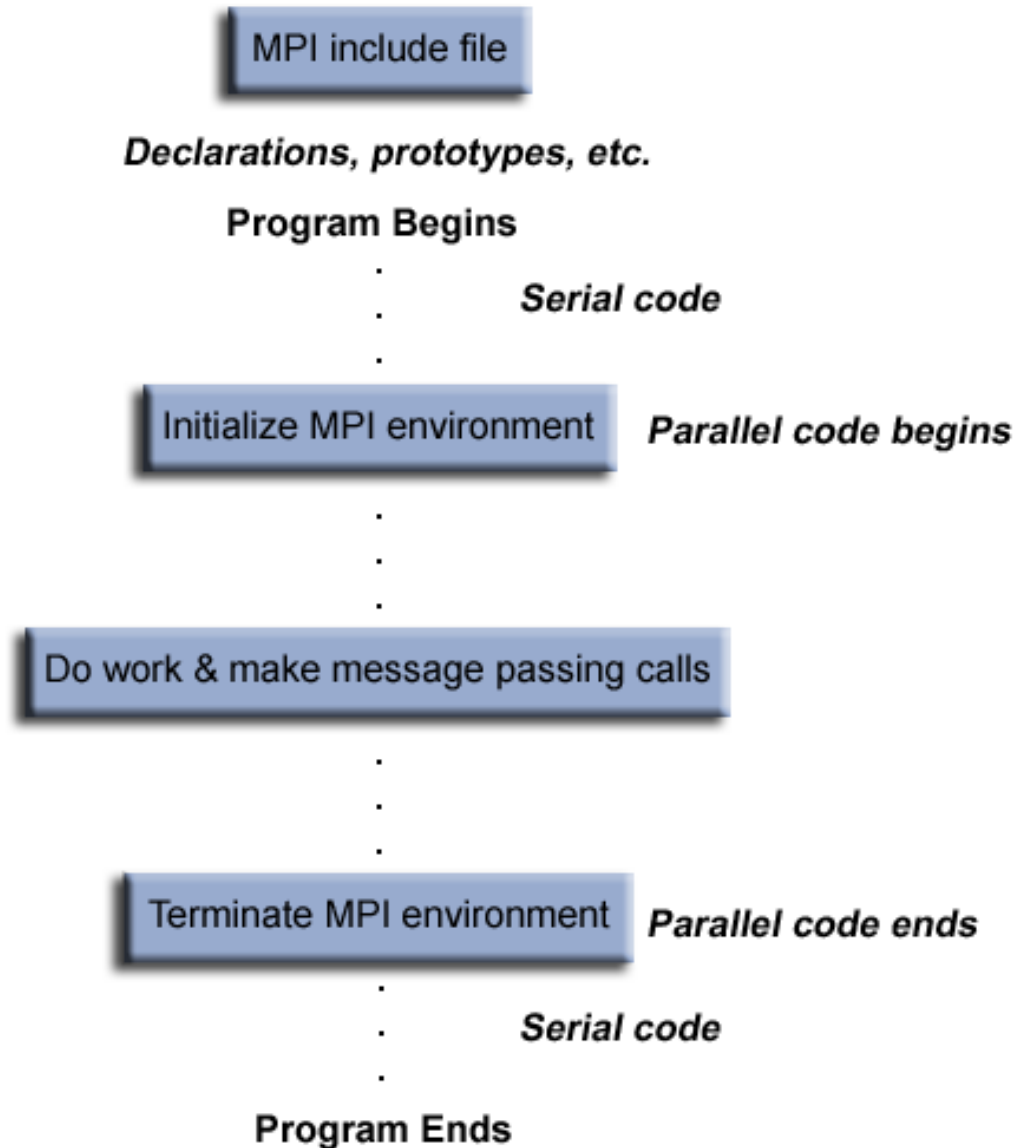 MPI include file
Declarations, prototypes, etc.
Program Begins
Serial code
Initialize MPI environment
Parallel code begins
Do work & make message passing calls
Terminate MPI environment
Parallel code ends
Serial code
Program Ends